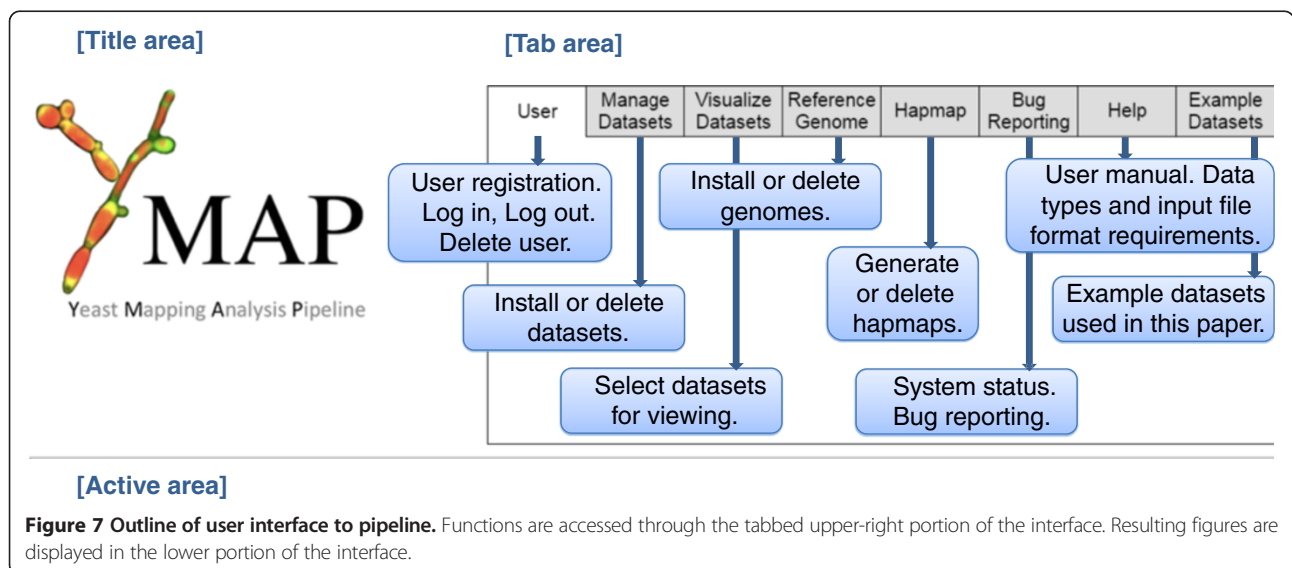 [Title area]
[Tab area]
User
Manage
Datasets
Visualize
Datasets
Reference
Genome
Hapmap
Bug
Reporting
Help
Example
Datasets
User registration.
Log in, Log out.
Delete user.
Install or delete
genomes.
User manual. Data
types and input file
format requirements.
MAP
Yeast Mapping Analysis Pipeline
Install or delete
datasets.
Generate
or delete
hapmaps.
Example datasets
used in this paper.
Select datasets
for viewing.
System status.
Bug reporting.
[Active area]
Figure 7 Outline of user interface to pipeline. Functions are accessed through the tabbed upper-right portion of the interface. Resulting figures are
displayed in the lower portion of the interface.